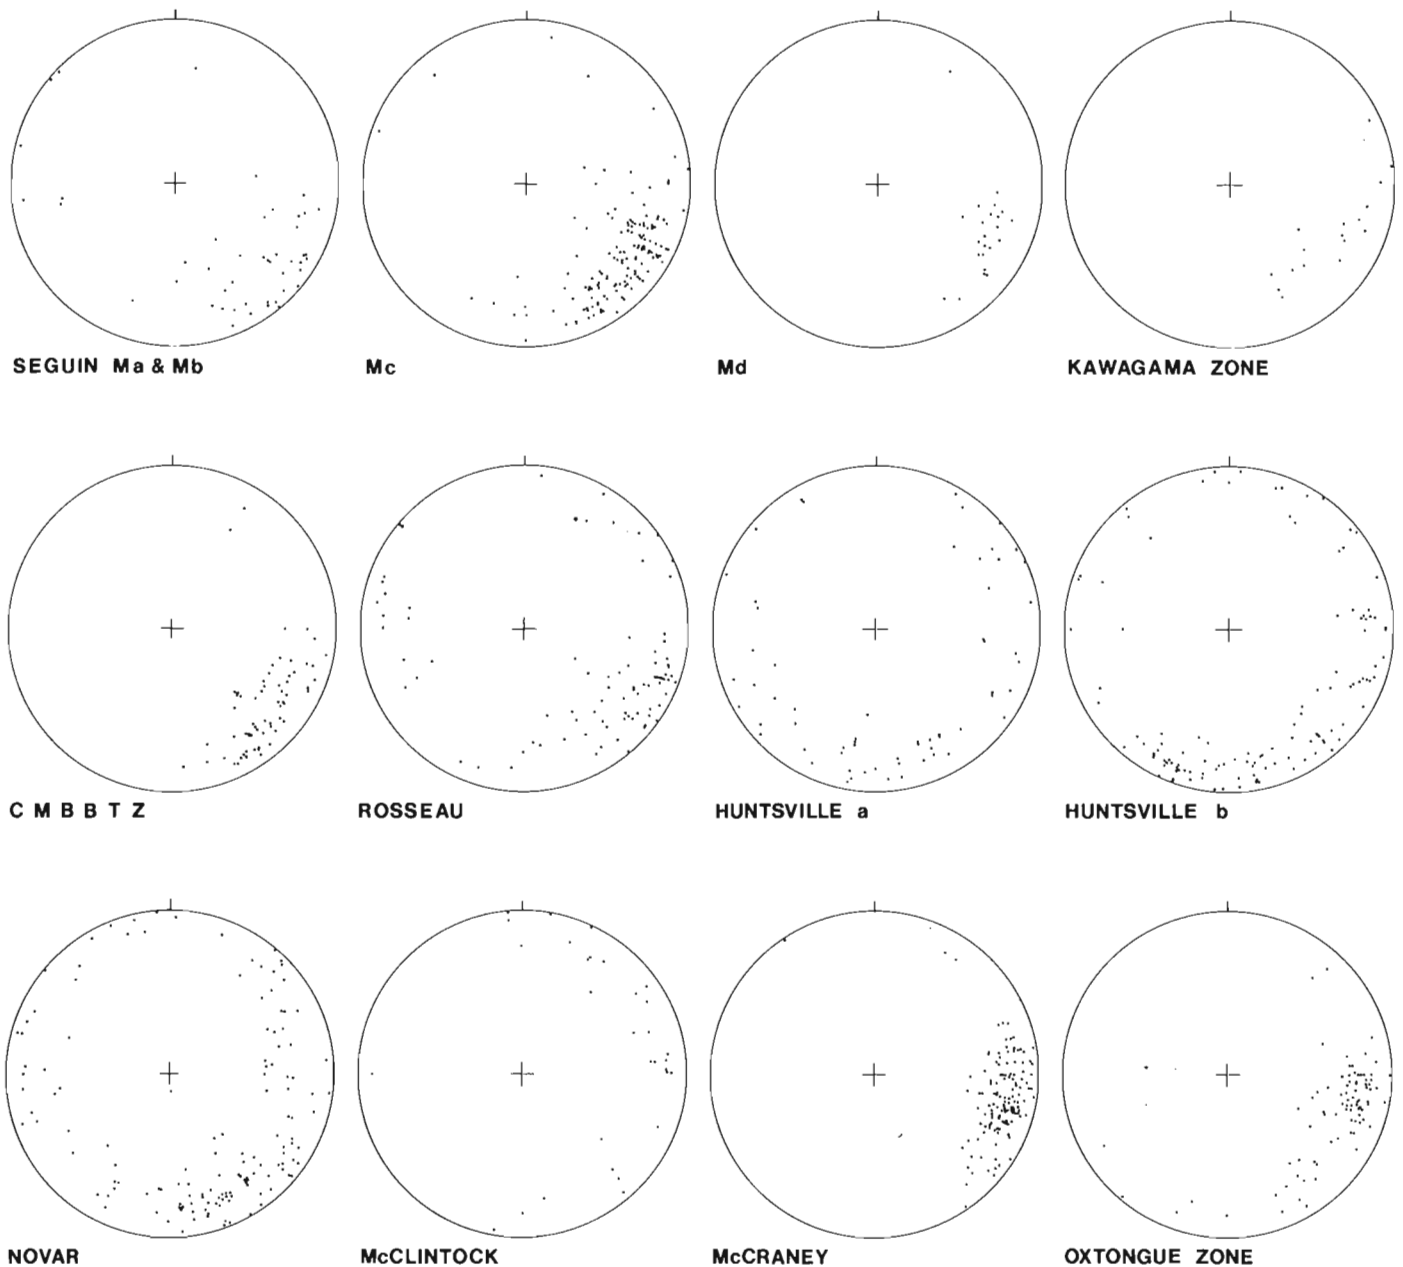 SEGUIN Ma & Mb
Mc
Md
KAWAGAMA ZONE
C M B B T Z
ROSSEAU
HUNTSVILLE a
HUNTSVILLE b
NOVAR
McCLINTOCK
McCRANEY
OXTONGUE ZONE